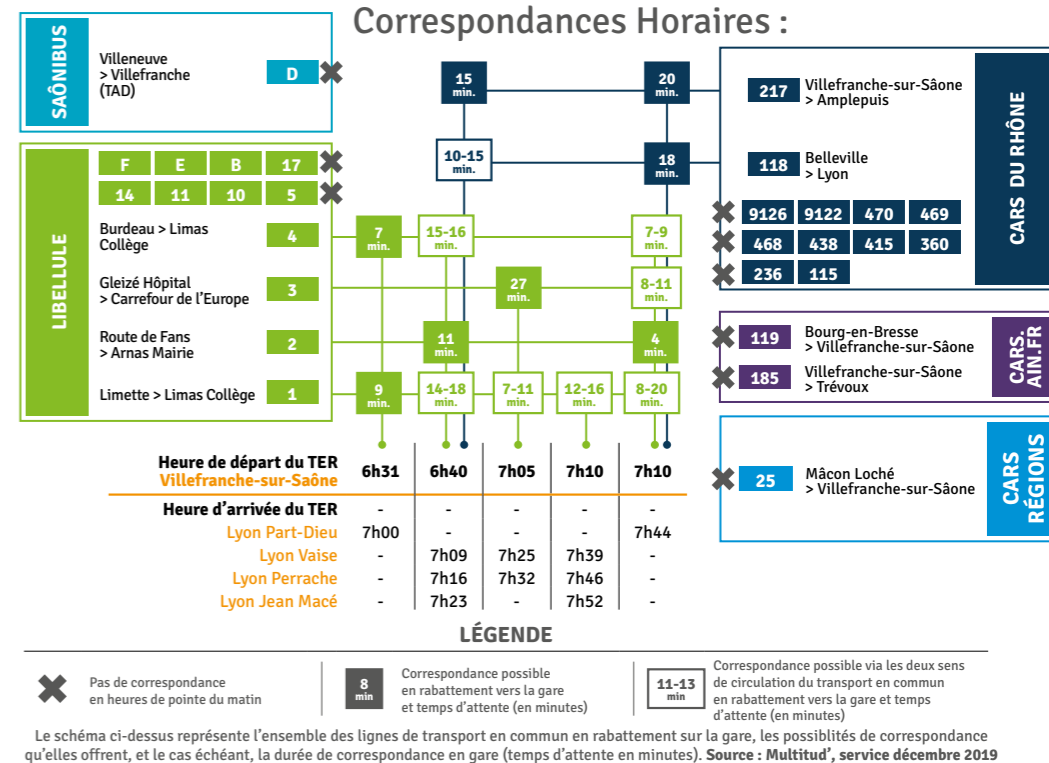 Correspondances Horaires :
SAÔNIBUS
Villeneuve
> Villefranche
(TAD)
D
LIBELLULE
F E B 17
14 11 10 5
Burdeau > Limas
Collège
4
Gleizé Hôpital
> Carrefour de l'Europe
3
Route de Fans
> Arnas Mairie
2
Limette > Limas Collège
1
15
min.
20
min.
10-15
min.
18
min.
7
min.
15-16
min.
7-9
min.
27
min.
8-11
min.
11
min.
4
min.
9
min.
14-18
min.
7-11
min.
12-16
min.
8-20
min.
217
Villefranche-sur-Sâone
> Amplepuis
118
Belleville
> Lyon
9126 9122 470 469
468 438 415 360
236 115
CARS DU RHÔNE
119
Bourg-en-Bresse
> Villefranche-sur-Sâone
185
Villefranche-sur-Sâone
> Trévoux
CARS.
AIN.FR
25
Mâcon Loché
> Villefranche-sur-Sâone
CARS
RÉGIONS
Heure de départ du TER
Villefranche-sur-Saône
6h31 6h40 7h05 7h10 7h10
Heure d'arrivée du TER - - - - -
Lyon Part-Dieu 7h00 - - - 7h44
Lyon Vaise - 7h09 7h25 7h39 -
Lyon Perrache - 7h16 7h32 7h46 -
Lyon Jean Macé - 7h23 - 7h52 -
LÉGENDE
Pas de correspondance
en heures de pointe du matin
8
min
Correspondance possible
en rabattement vers la gare
et temps d'attente (en minutes)
11-13
min
Correspondance possible via les deux sens
de circulation du transport en commun
en rabattement vers la gare et temps
d'attente (en minutes)
Le schéma ci-dessus représente l'ensemble des lignes de transport en commun en rabattement sur la gare, les possiblités de correspondance
qu'elles offrent, et le cas échéant, la durée de correspondance en gare (temps d'attente en minutes). Source : Multitud', service décembre 2019